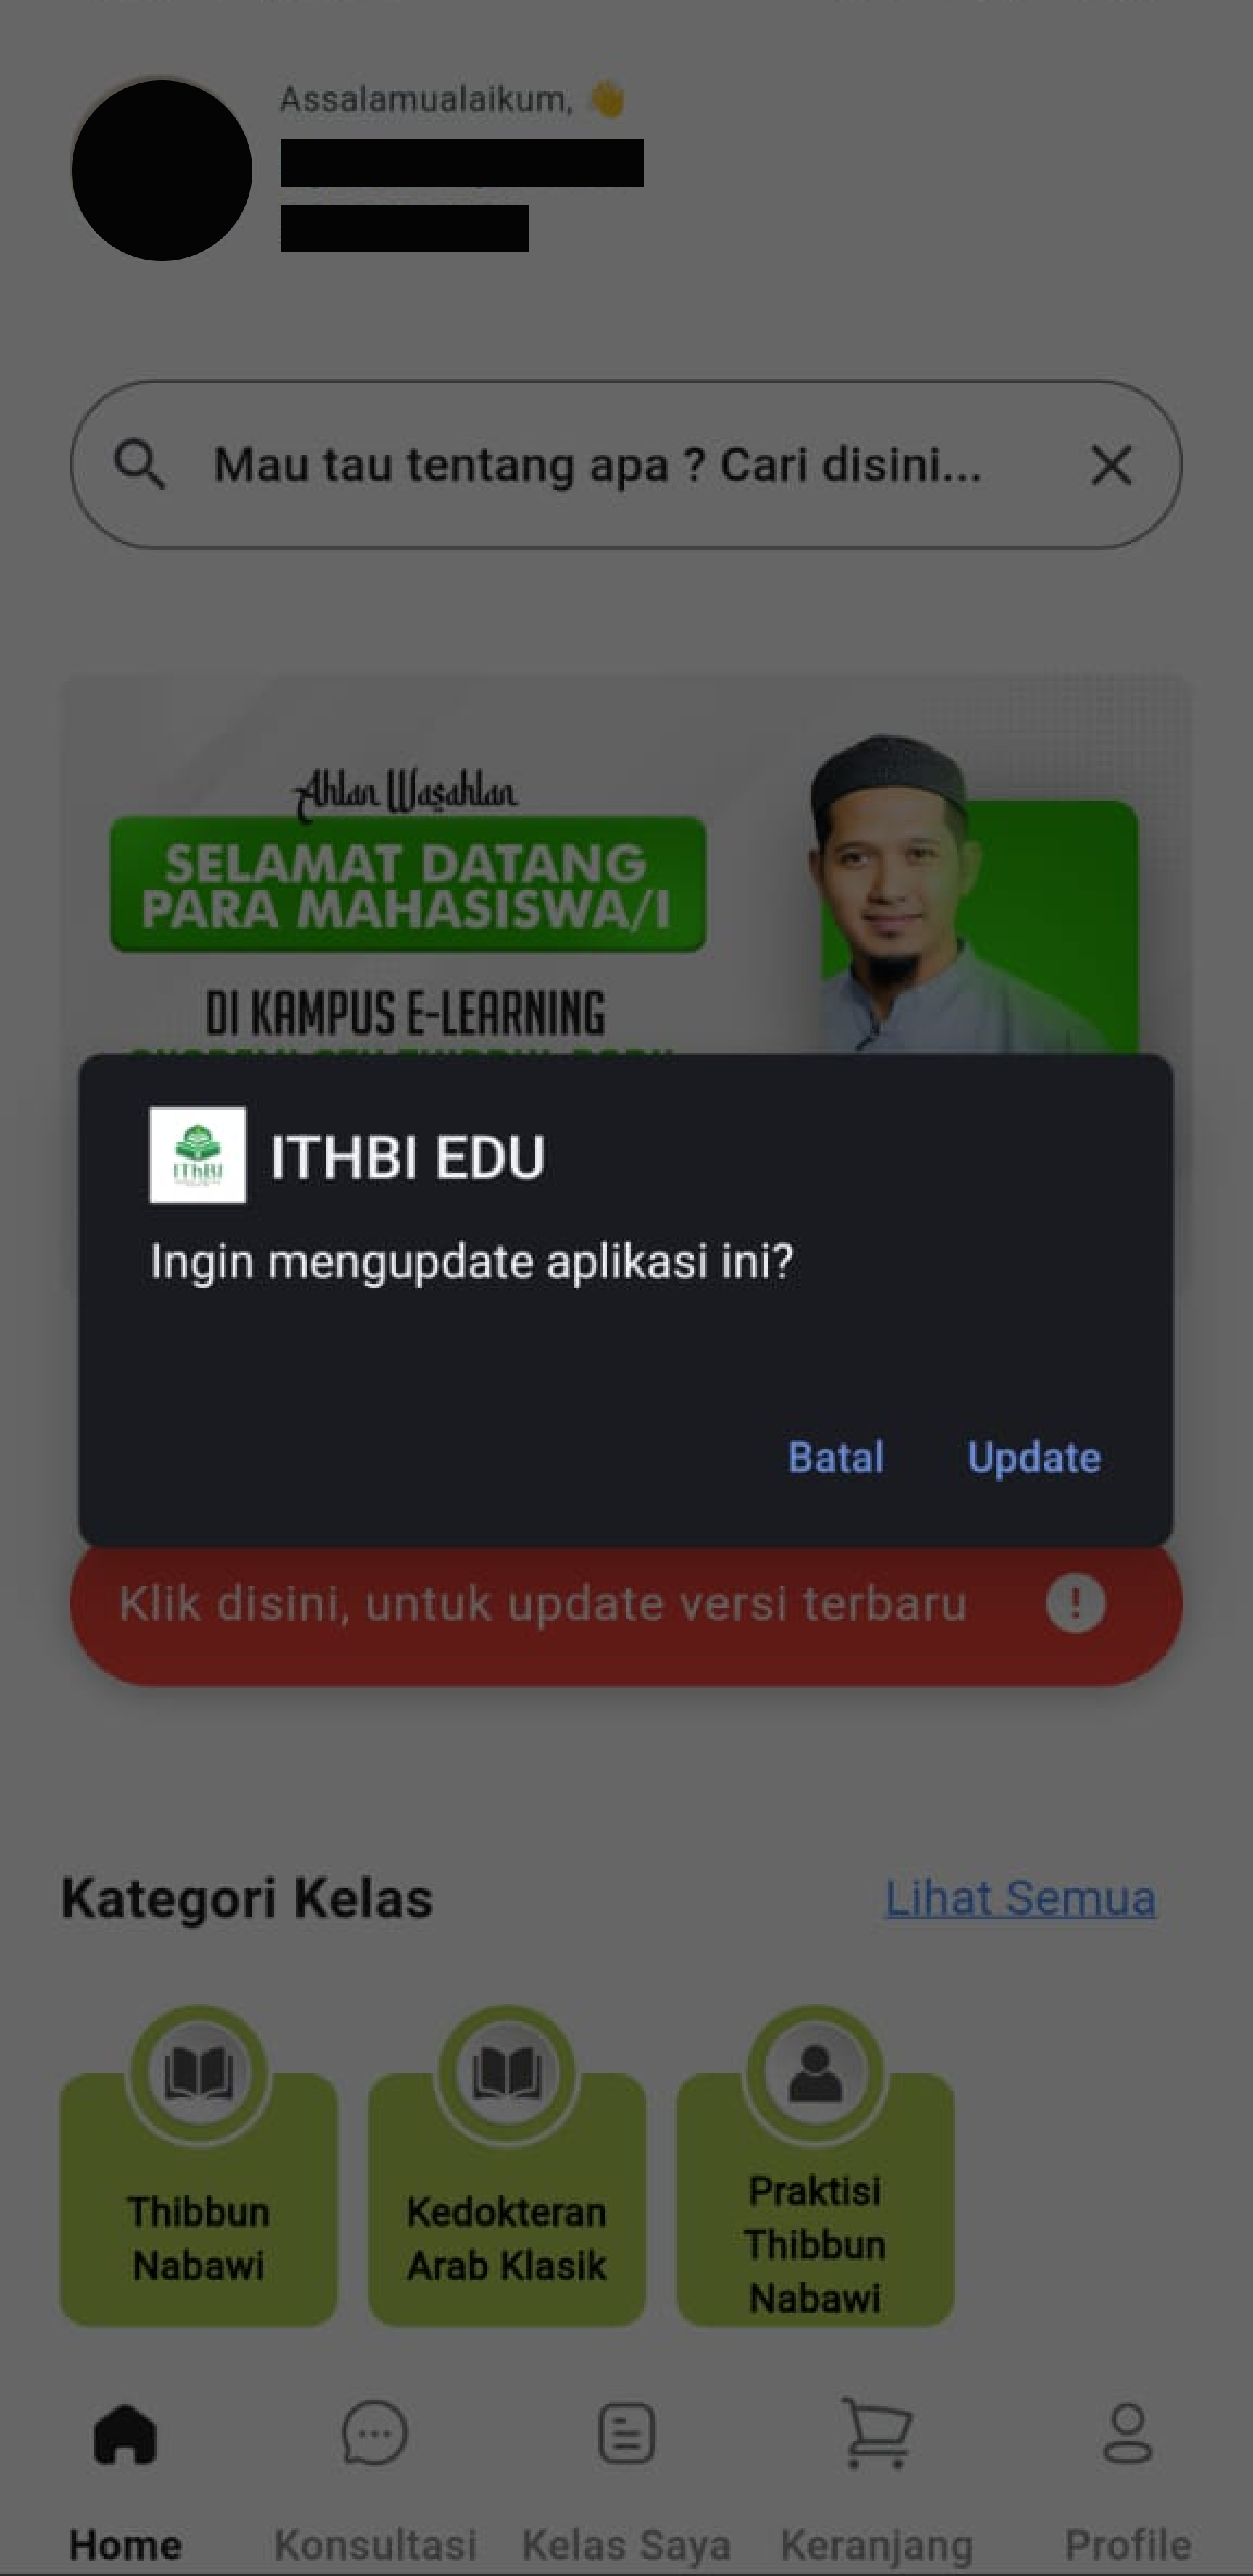 Assalamualaikum, 👋
Mau tau tentang apa ? Cari disini...
Ahlan Wasahlan
SELAMAT DATANG
PARA MAHASISWA/I
DI KAMPUS E-LEARNING
IThBI
ITHBI EDU
Ingin mengupdate aplikasi ini?
Batal
Update
Klik disini, untuk update versi terbaru
Kategori Kelas
Lihat Semua
Thibbun
Nabawi
Kedokteran
Arab Klasik
Praktisi
Thibbun
Nabawi
Home
Konsultasi
Kelas Saya
Keranjang
Profile